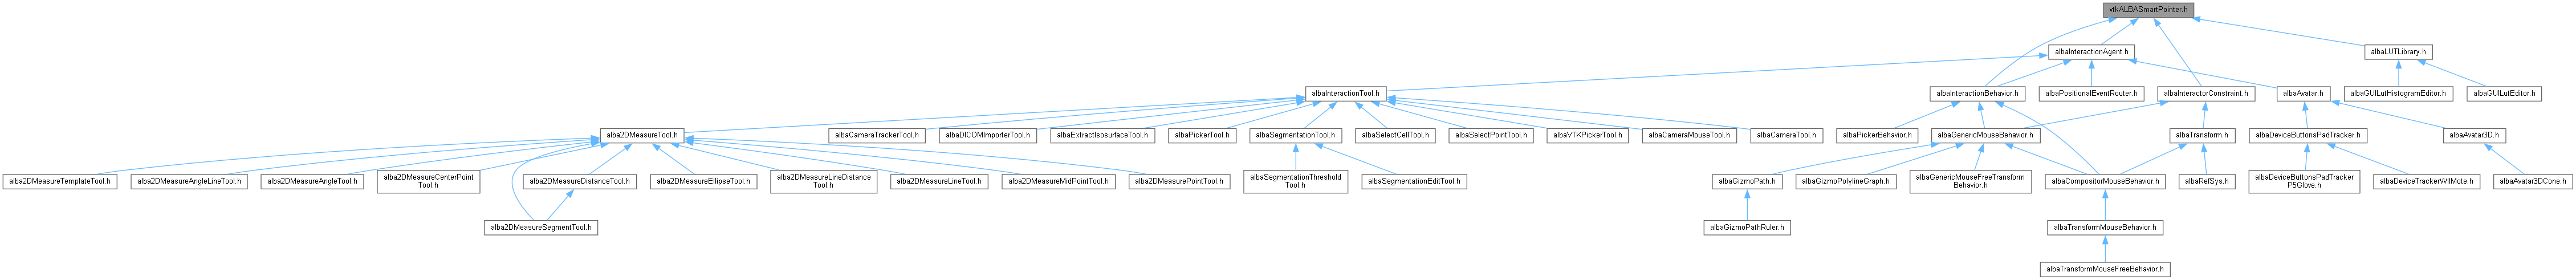 vtkALBASmartPointer.h
albaInteractionAgent.h
albaLUTLibrary.h
albaInteractionTool.h
albaInteractionBehavior.h
albaPositionalEventRouter.h
albaInteractorConstraint.h
albaAvatar.h
albaGUILutHistogramEditor.h
albaGUILutEditor.h
alba2DMeasureTool.h
albaCameraTrackerTool.h
albaDICOMImporterTool.h
albaExtractIsosurfaceTool.h
albaPickerTool.h
albaSegmentationTool.h
albaSelectCellTool.h
albaSelectPointTool.h
albaVTKPickerTool.h
albaCameraMouseTool.h
albaCameraTool.h
albaPickerBehavior.h
albaGenericMouseBehavior.h
albaTransform.h
albaDeviceButtonsPadTracker.h
albaAvatar3D.h
alba2DMeasureTemplateTool.h
alba2DMeasureAngleLineTool.h
alba2DMeasureAngleTool.h
alba2DMeasureCenterPoint
Tool.h
alba2DMeasureDistanceTool.h
alba2DMeasureEllipseTool.h
alba2DMeasureLineDistance
Tool.h
alba2DMeasureLineTool.h
alba2DMeasureMidPointTool.h
alba2DMeasurePointTool.h
albaSegmentationThreshold
Tool.h
albaSegmentationEditTool.h
albaGizmoPath.h
albaGizmoPolylineGraph.h
albaGenericMouseFreeTransform
Behavior.h
albaCompositorMouseBehavior.h
albaRefSys.h
albaDeviceButtonsPadTracker
P5Glove.h
albaDeviceTrackerWIIMote.h
albaAvatar3DCone.h
alba2DMeasureSegmentTool.h
albaGizmoPathRuler.h
albaTransformMouseBehavior.h
albaTransformMouseFreeBehavior.h